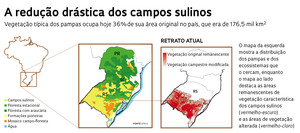 A redução drástica dos campos sulinos
Vegetação típica dos pampas ocupa hoje 36% de sua área original no país, que era de 176,5 mil km²
RETRATO ATUAL
Vegetação original remanescente
Vegetação campestre modificada
PR
RS
Campos sulinos
Floresta estacional
Floresta com araucária
Formações pioneiras
Mosaico campo-floresta
Água
O mapa da esquerda
mostra a distribuição
dos pampas e dos
ecossistemas que
o cercam, enquanto
o mapa ao lado
destaca as áreas
remanescentes de
vegetação característica
dos campos sulinos
(vermelho-escuro)
e as áreas de vegetação
alterada (vermelho-claro)